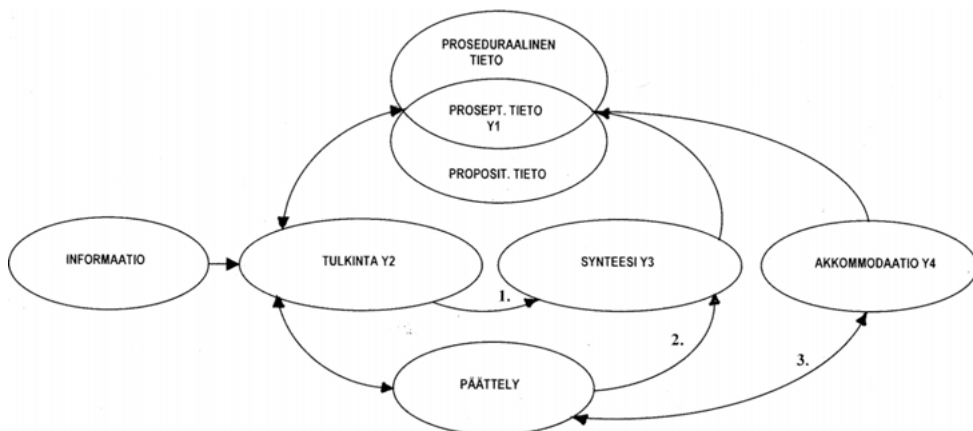 PROSEDURAALINEN
TIETO
PROSEPT. TIETO
Y1
PROPOSIT. TIETO
INFORMAATIO
TULKINTA Y2
SYNTEESI Y3
AKKOMMODAATIO Y4
1.
2.
3.
PÄÄTTELY